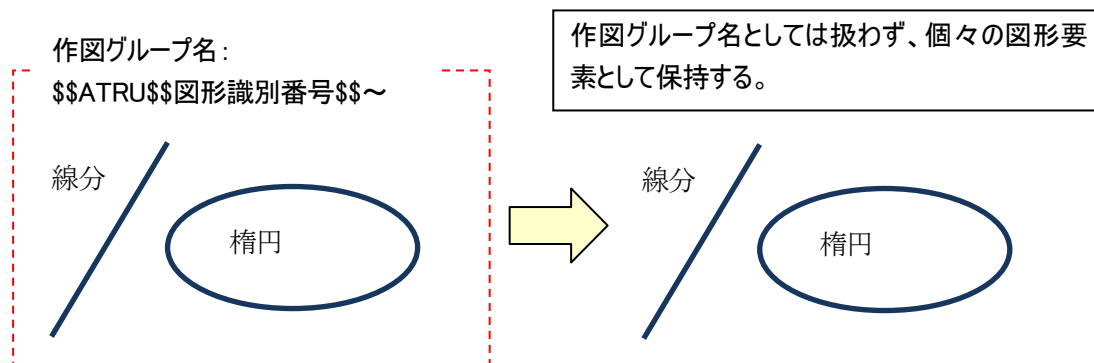 作図グループ名：
$$ATRU$$図形識別番号$$～
線分
楕円
作図グループ名としては扱わず、個々の図形要
素として保持する。
線分
楕円